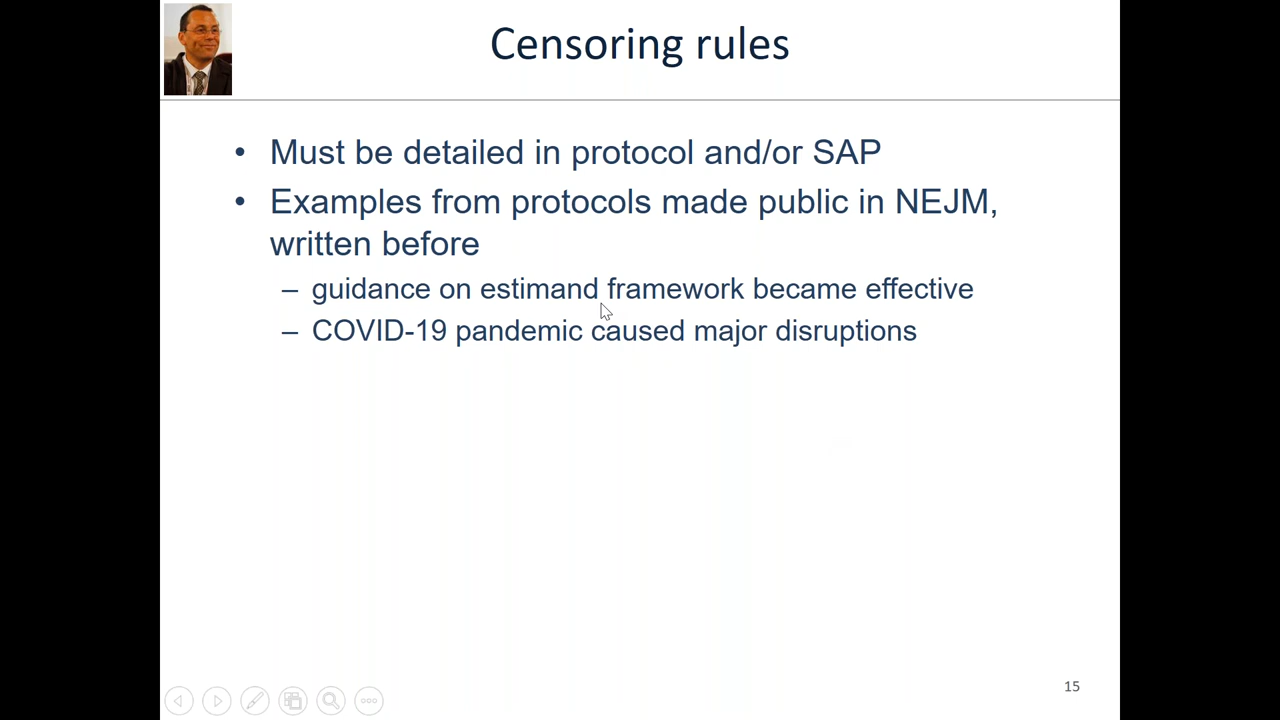 Censoring rules
• Must be detailed in protocol and/or SAP
• Examples from protocols made public in NEJM,
written before
– guidance on estimand framework became effective
– COVID-19 pandemic caused major disruptions
15